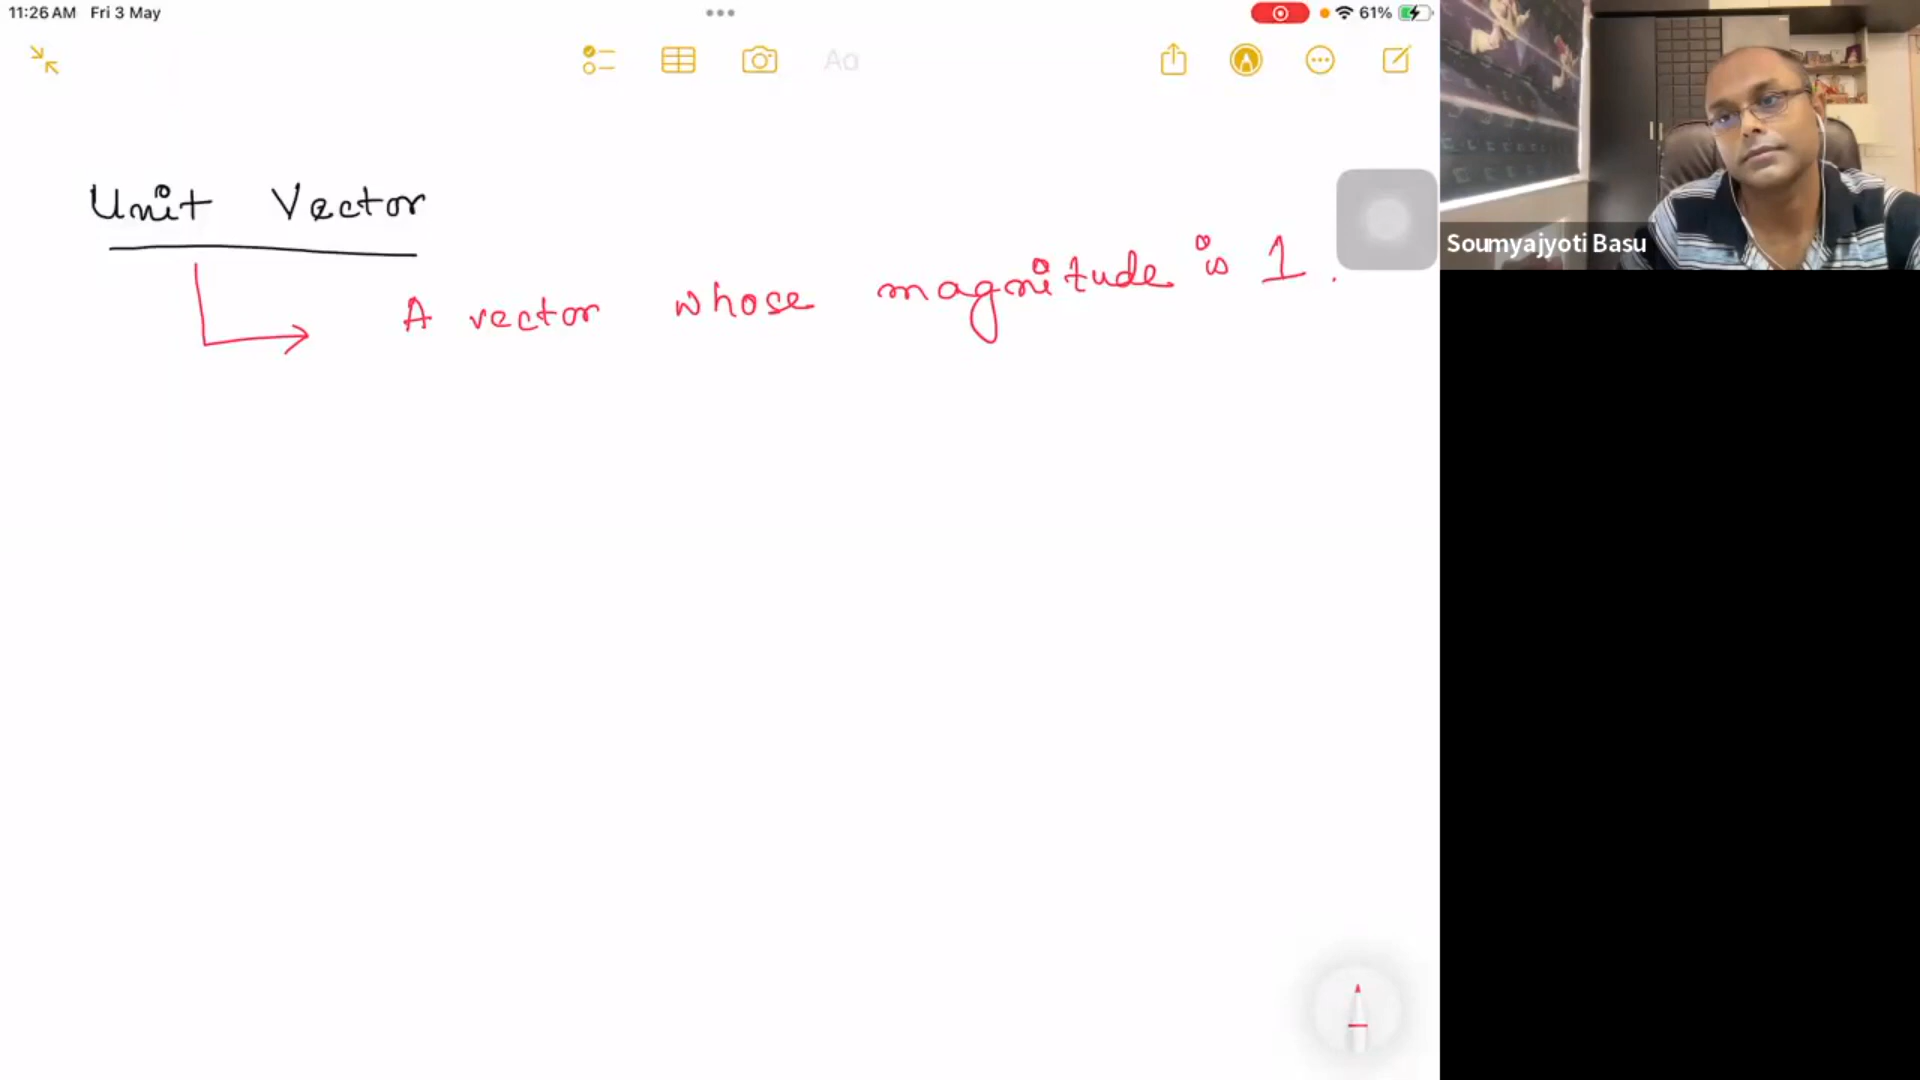 11:26 AM Fri 3 May
61%
Aa
Unit Vector
A vector whose magnitude is 1.
Soumyajyoti Basu